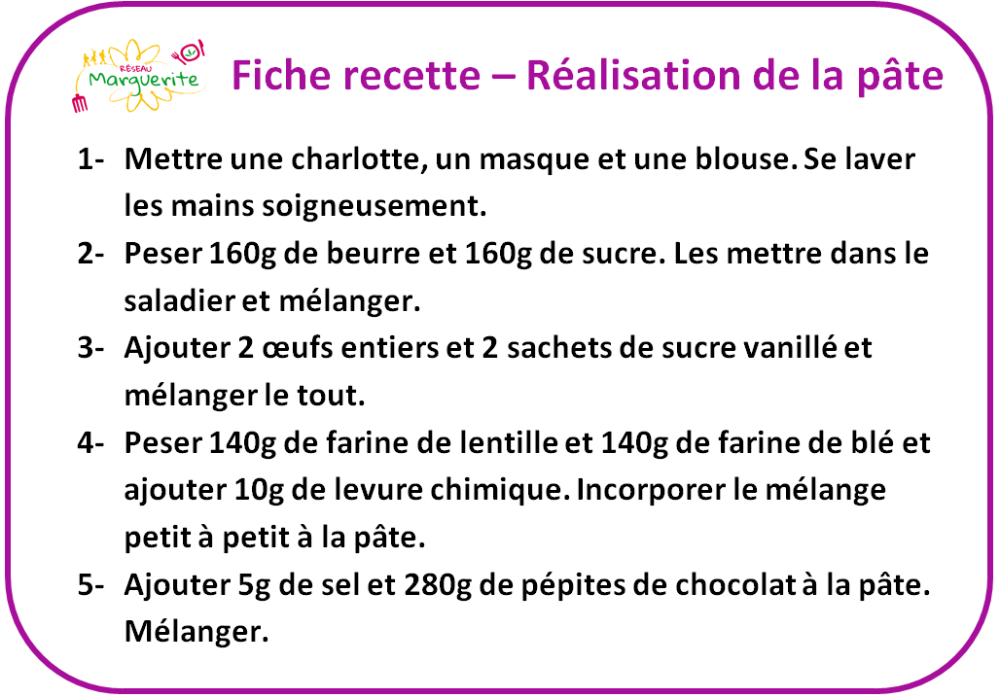 RÉSEAU
Marguerite
Fiche recette – Réalisation de la pâte
1- Mettre une charlotte, un masque et une blouse. Se laver
les mains soigneusement.
2- Peser 160g de beurre et 160g de sucre. Les mettre dans le
saladier et mélanger.
3- Ajouter 2 œufs entiers et 2 sachets de sucre vanillé et
mélanger le tout.
4- Peser 140g de farine de lentille et 140g de farine de blé et
ajouter 10g de levure chimique. Incorporer le mélange
petit à petit à la pâte.
5- Ajouter 5g de sel et 280g de pépites de chocolat à la pâte.
Mélanger.